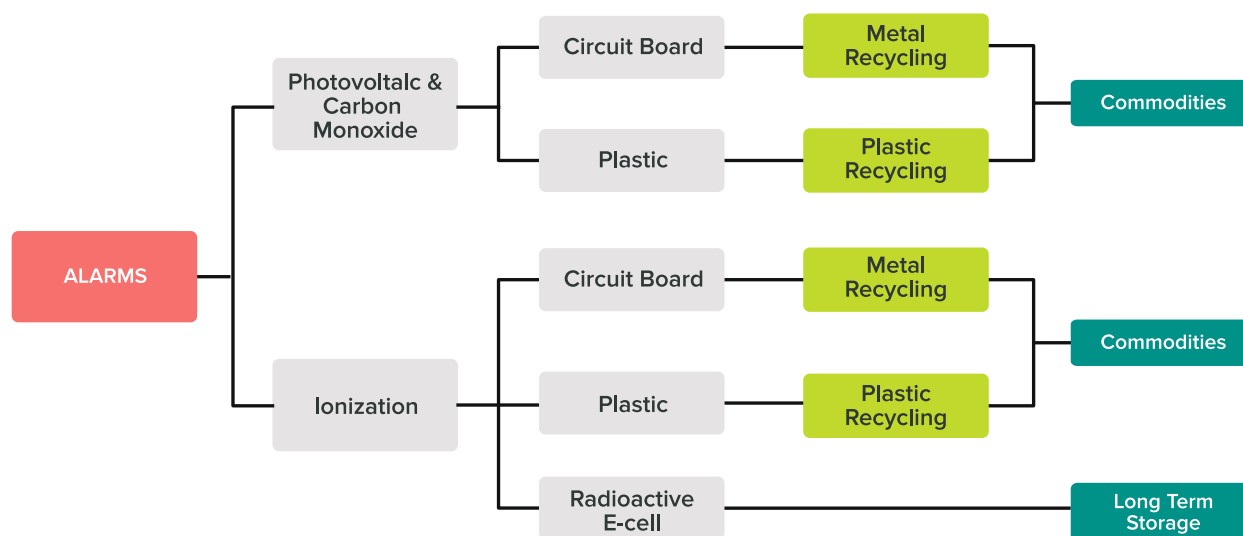 Circuit Board
Metal
Recycling
Photovoltalc &
Carbon
Monoxide
Commodities
Plastic
Plastic
Recycling
ALARMS
Circuit Board
Metal
Recycling
Commodities
Ionization
Plastic
Plastic
Recycling
Radioactive
E-cell
Long Term
Storage